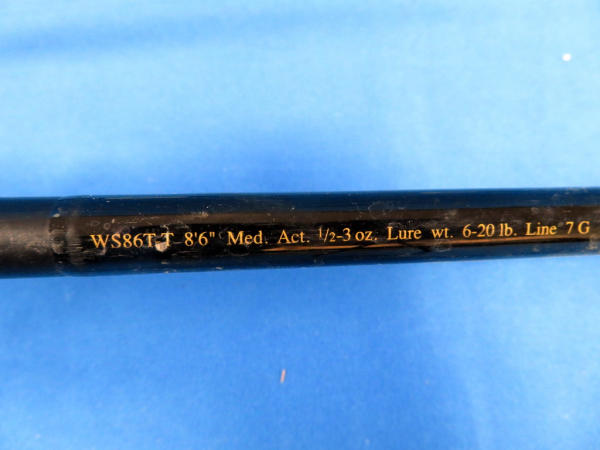 WS86T-T 8'6" Med. Act. 1/2-3 oz. Lure wt. 6-20 lb. Line 7 G